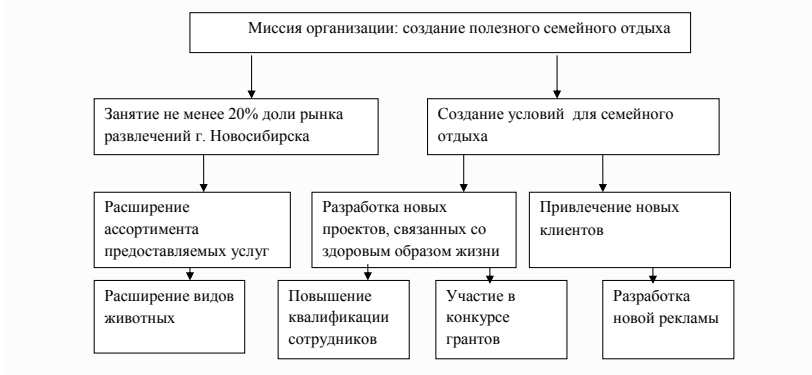 Миссия организации: создание полезного семейного отдыха
Занятие не менее 20% доли рынка
развлечений г. Новосибирска
Создание условий для семейного
отдыха
Расширение
ассортимента
предоставляемых услуг
Разработка новых
проектов, связанных со
здоровым образом жизни
Привлечение новых
клиентов
Расширение видов
животных
Повышение
квалификации
сотрудников
Участие в
конкурсе
грантов
Разработка
новой рекламы